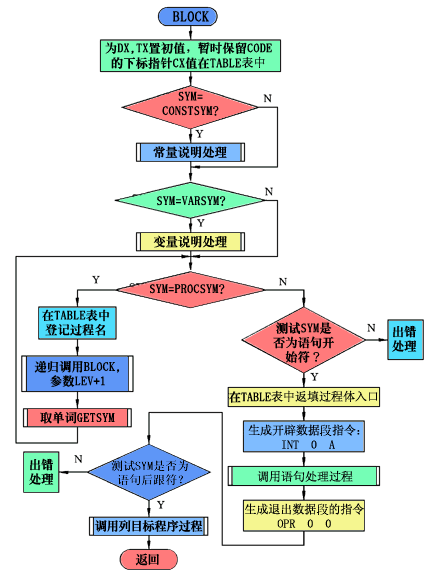 BLOCK
为DX,TX置初值，暂时保留CODE
的下标指针CX值在TABLE表中
SYM=
CONSTSYM?
N
Y
常量说明处理
SYM=VARSYM?
N
Y
变量说明处理
SYM=PROCSYM?
Y
N
在TABLE表中
登记过程名
递归调用BLOCK,
参数LEV+1
取单词GETSYM
测试SYM是
否为语句开
始符？
N
出错
处理
Y
在TABLE表中返填过程体入口
生成开辟数据段指令:
INT 0 A
调用语句处理过程
生成退出数据段的指令
OPR 0 0
测试SYM是否为
语句后跟符?
N
出错
处理
Y
调用列目标程序过程
返回